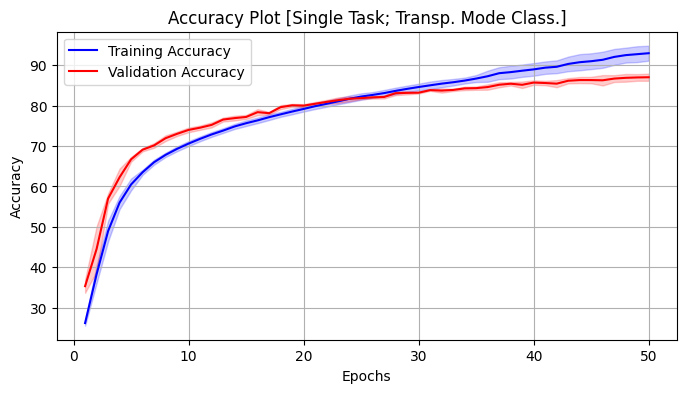 Accuracy Plot [Single Task; Transp. Mode Class.]
Training Accuracy
Validation Accuracy
Accuracy
90
80
70
60
50
40
30
0 10 20 30 40 50
Epochs